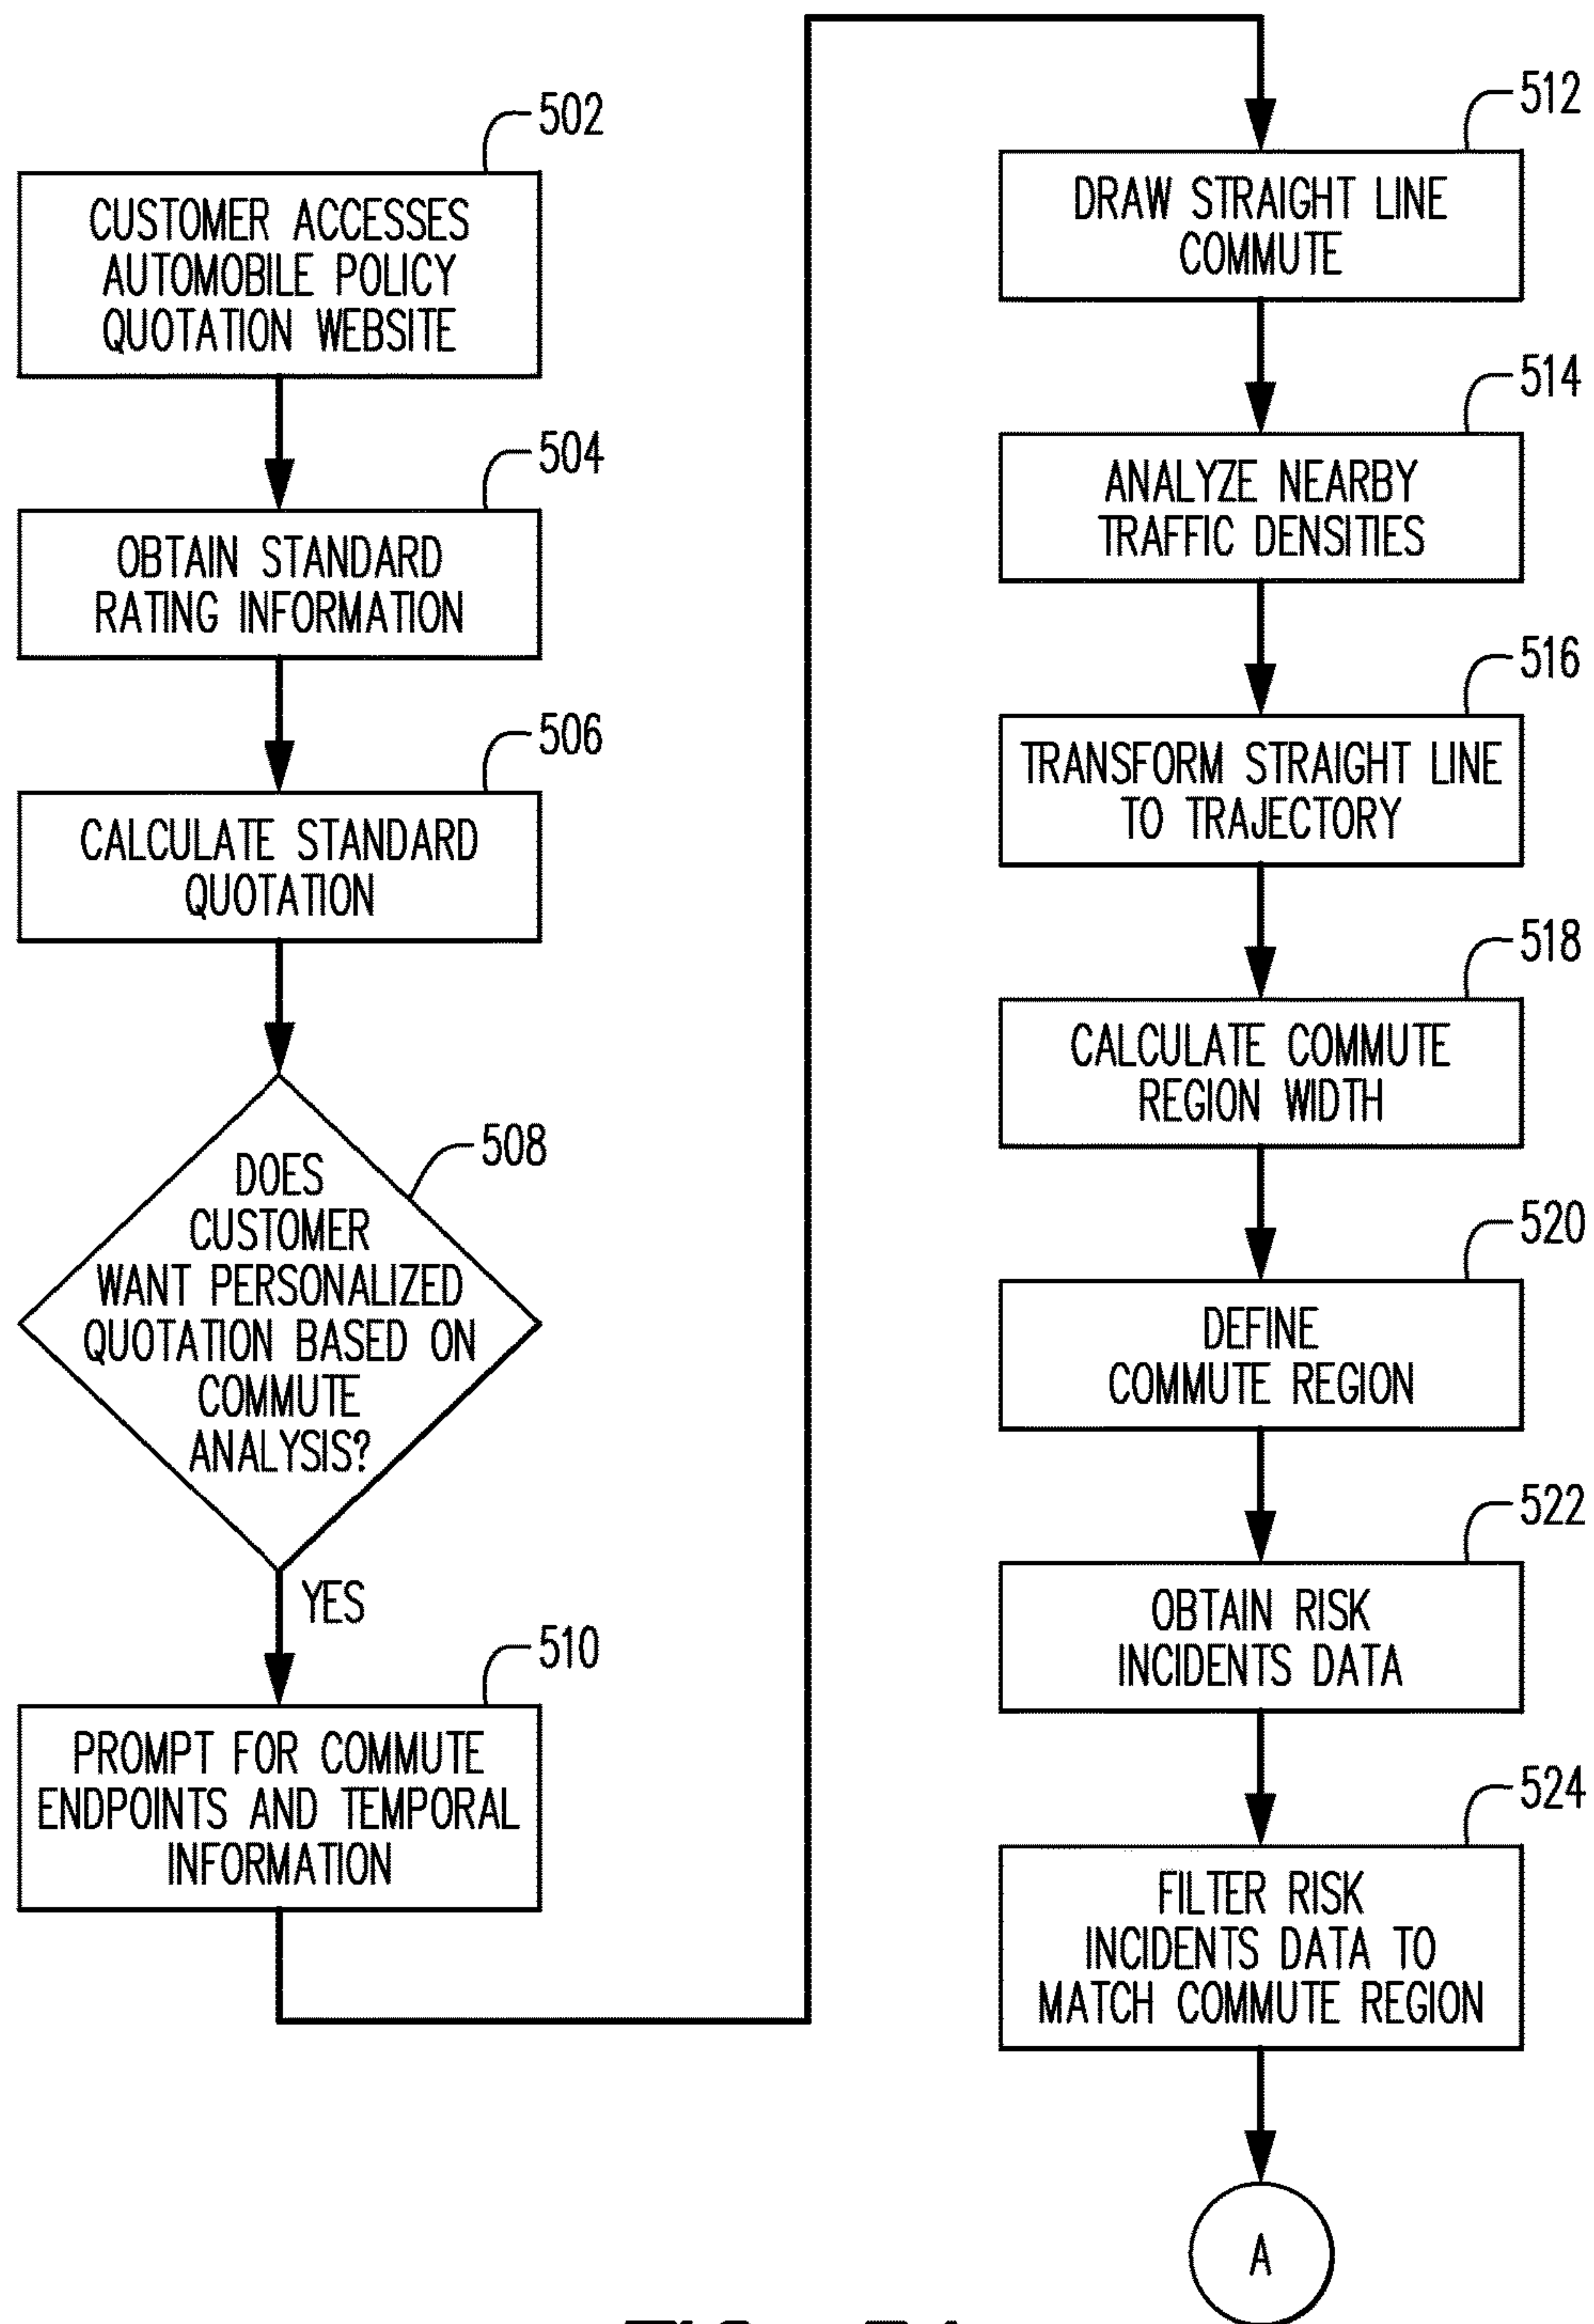 502
CUSTOMER ACCESSES
AUTOMOBILE POLICY
QUOTATION WEBSITE
504
OBTAIN STANDARD
RATING INFORMATION
506
CALCULATE STANDARD
QUOTATION
508
DOES
CUSTOMER
WANT PERSONALIZED
QUOTATION BASED ON
COMMUTE
ANALYSIS?
YES
510
PROMPT FOR COMMUTE
ENDPOINTS AND TEMPORAL
INFORMATION
512
DRAW STRAIGHT LINE
COMMUTE
514
ANALYZE NEARBY
TRAFFIC DENSITIES
516
TRANSFORM STRAIGHT LINE
TO TRAJECTORY
518
CALCULATE COMMUTE
REGION WIDTH
520
DEFINE
COMMUTE REGION
522
OBTAIN RISK
INCIDENTS DATA
524
FILTER RISK
INCIDENTS DATA TO
MATCH COMMUTE REGION
A